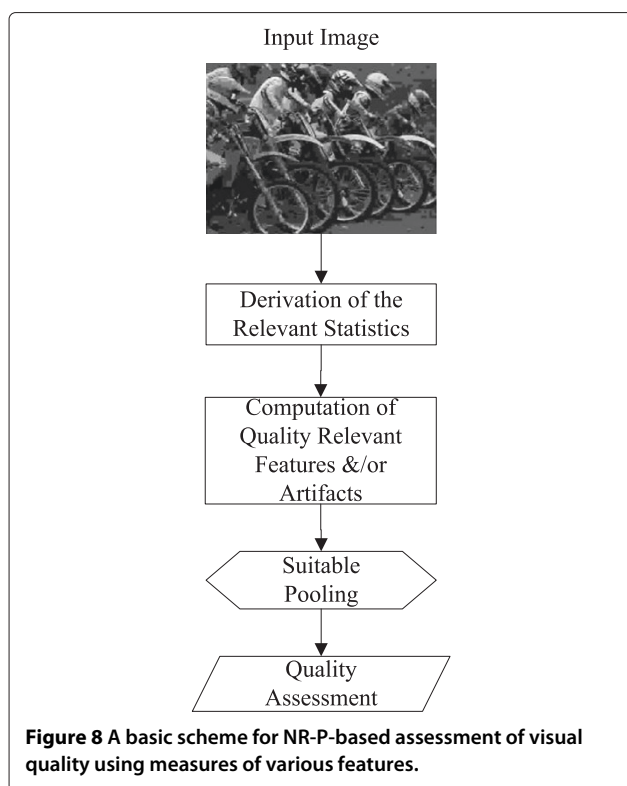 Input Image
Derivation of the
Relevant Statistics
Computation of
Quality Relevant
Features &/or
Artifacts
Suitable
Pooling
Quality
Assessment
Figure 8 A basic scheme for NR-P-based assessment of visual
quality using measures of various features.